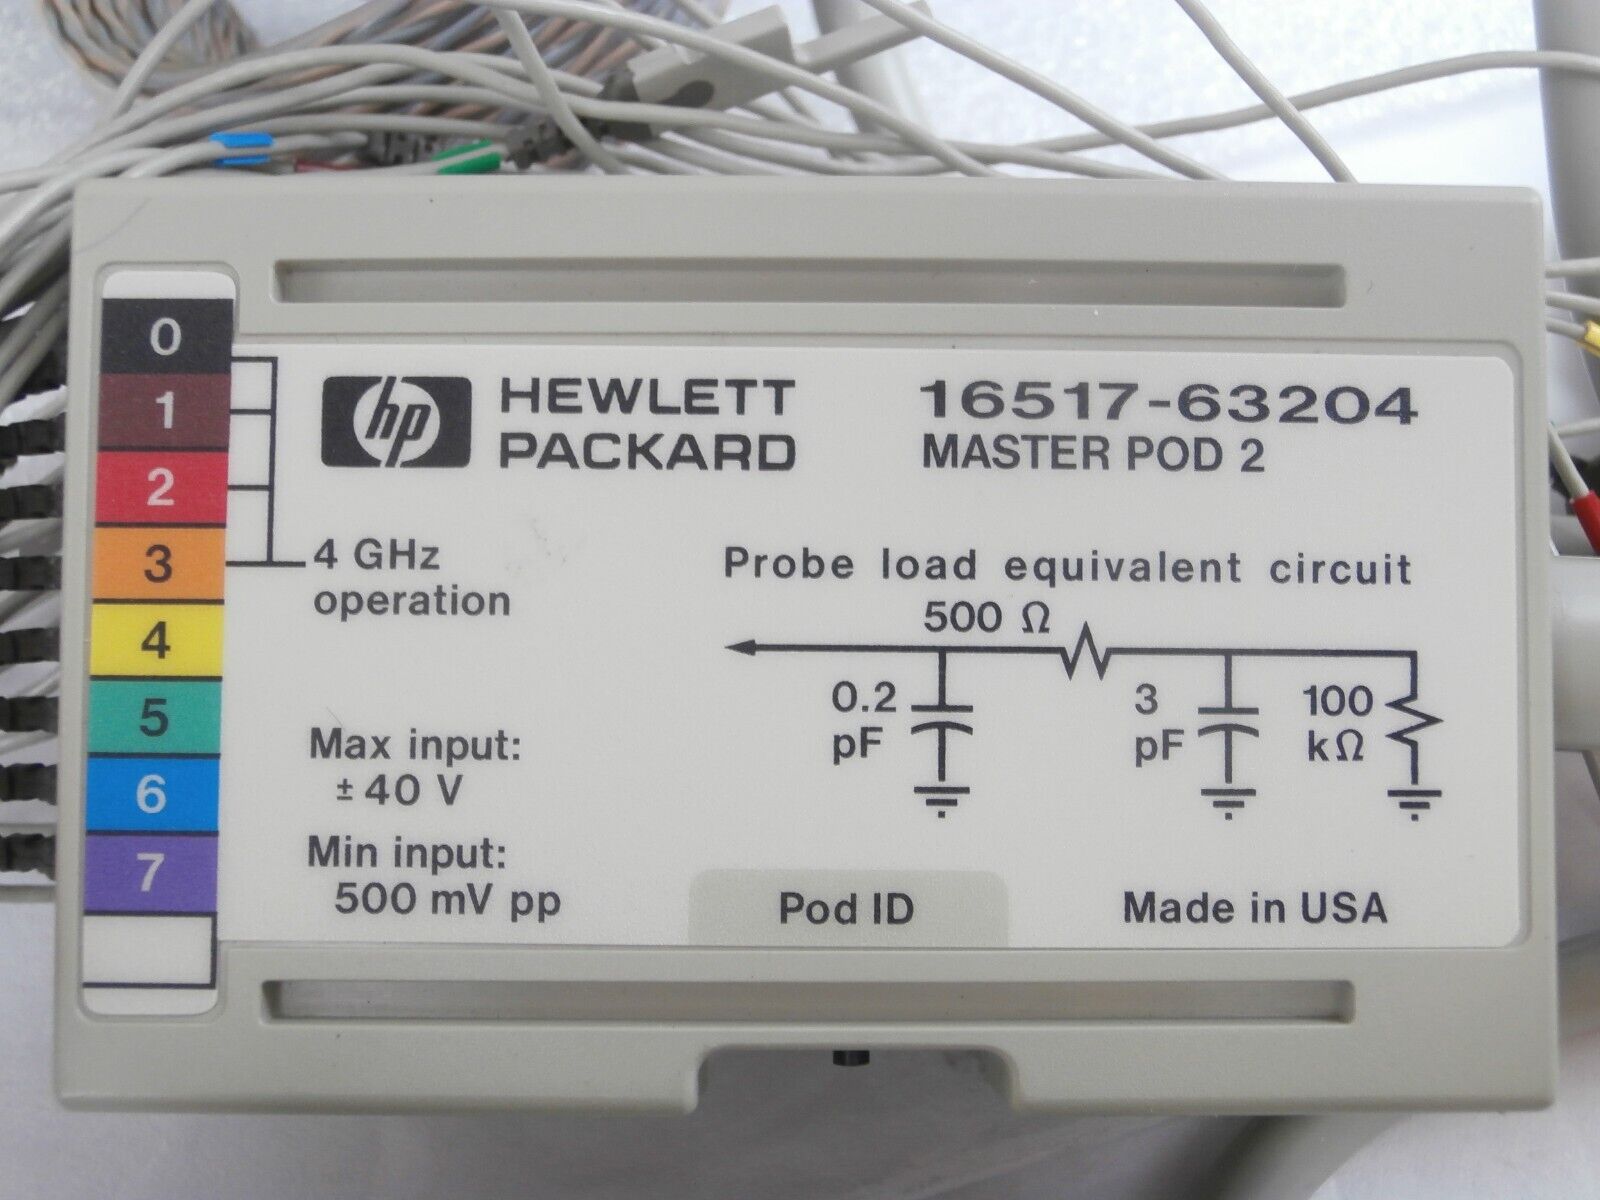 0
1
2
3
4
5
6
7
hp HEWLETT
PACKARD
16517-63204
MASTER POD 2
4 GHz
operation
Probe load equivalent circuit
500 Ω
0.2
pF
3
pF
100
kΩ
Max input:
± 40 V
Min input:
500 mV pp
Pod ID
Made in USA